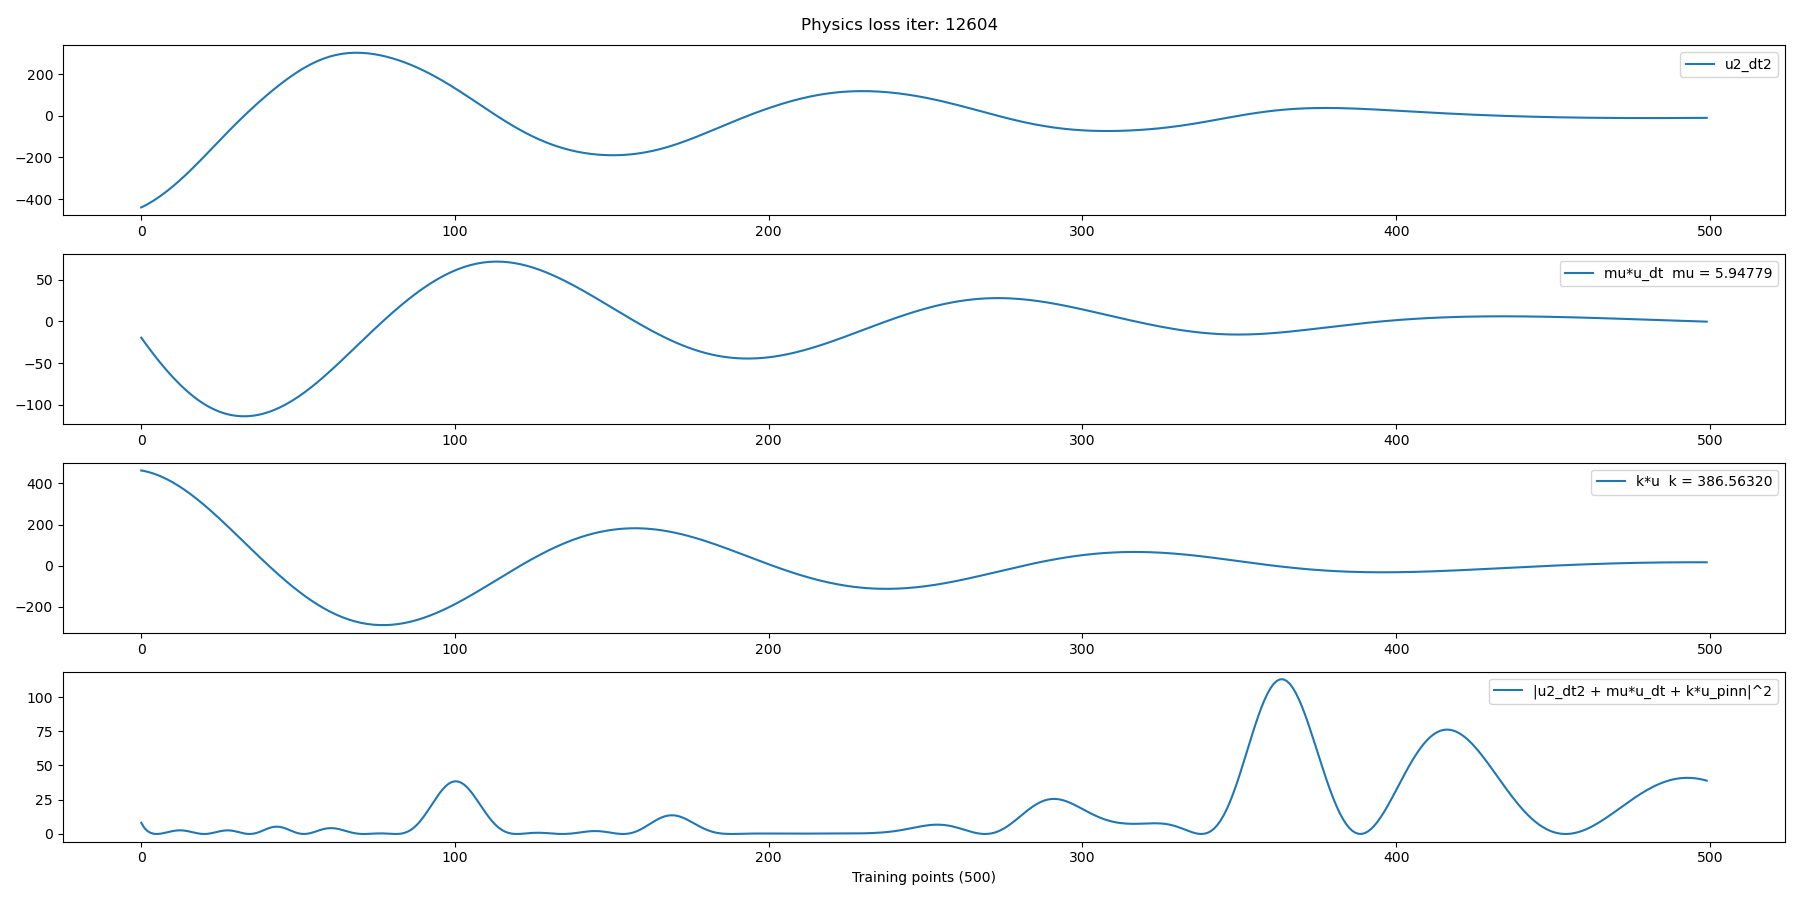 Physics loss iter: 12604
u2_dt2
200
0
−200
−400
0 100 200 300 400 500
mu*u_dt  mu = 5.94779
50
0
−50
−100
0 100 200 300 400 500
k*u  k = 386.56320
400
200
0
−200
0 100 200 300 400 500
|u2_dt2 + mu*u_dt + k*u_pinn|^2
100
75
50
25
0
0 100 200 300 400 500
Training points (500)